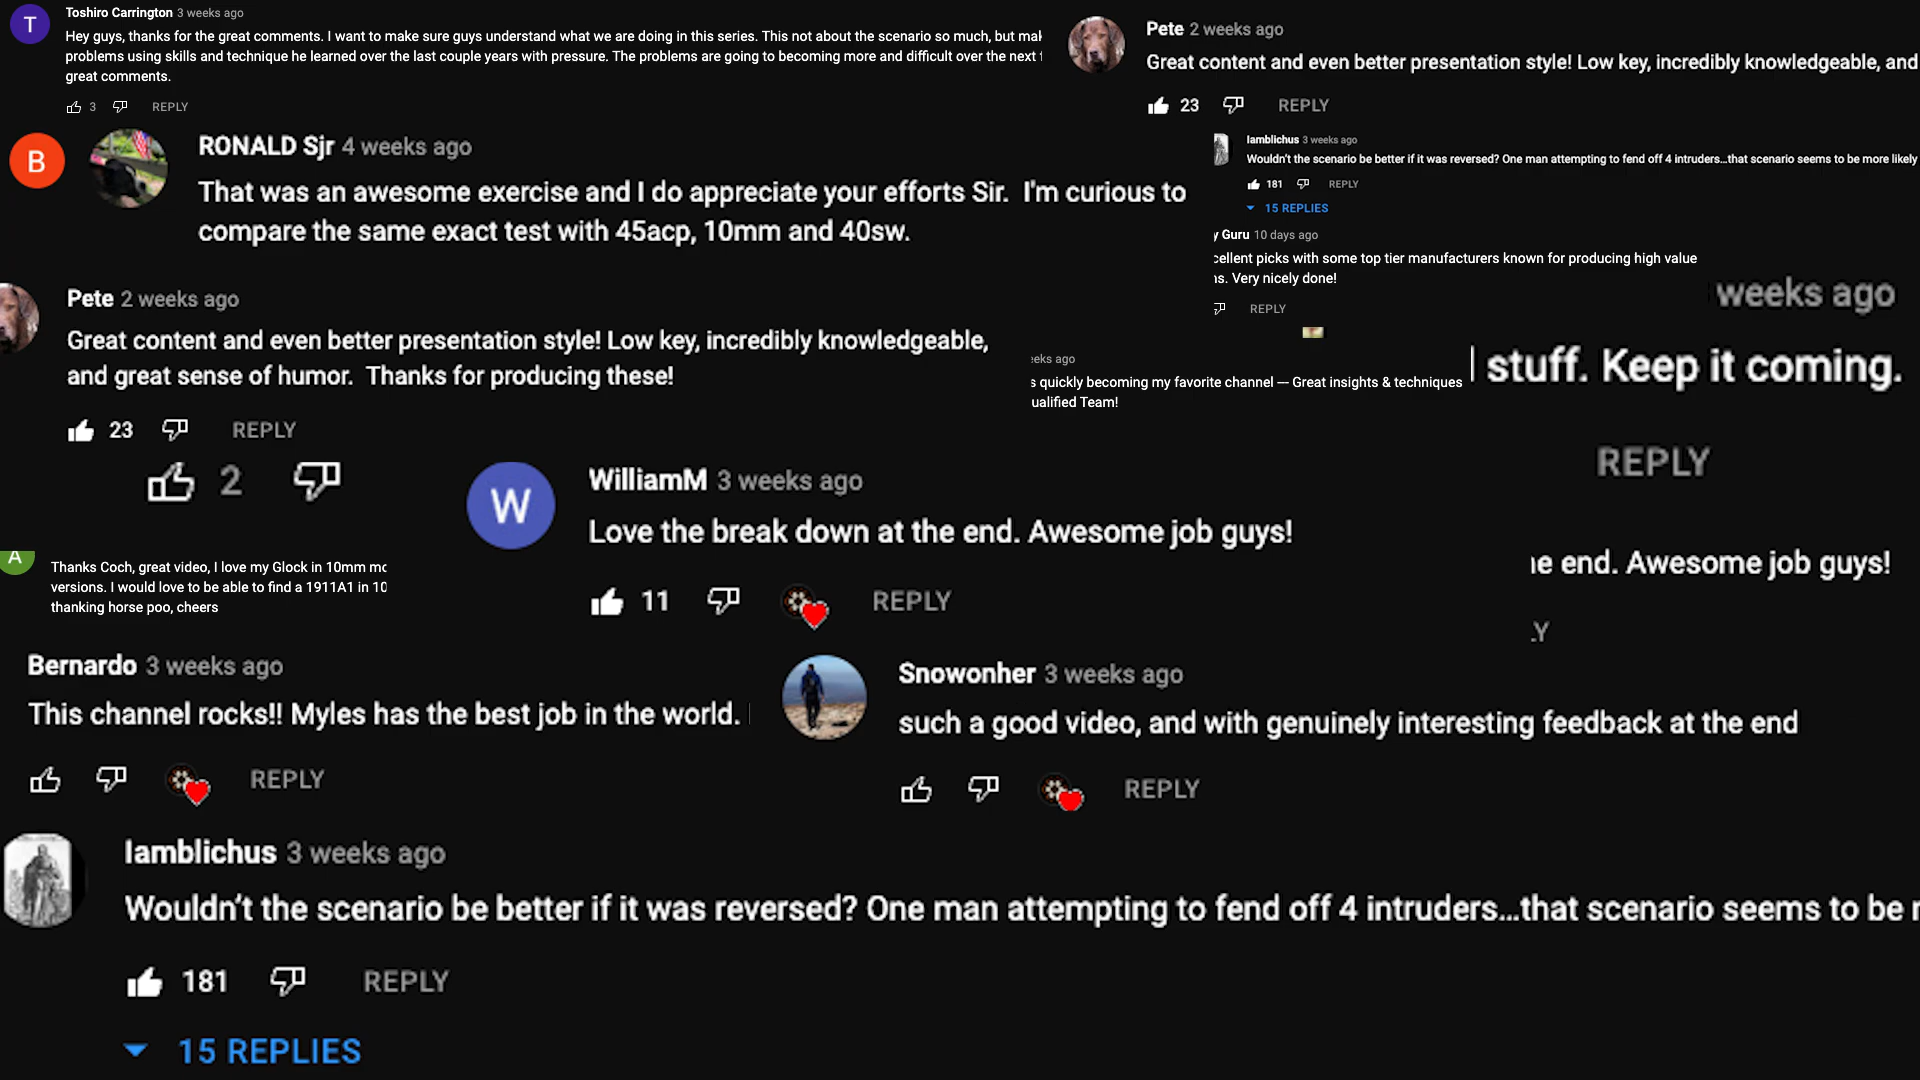 T
Toshiro Carrington 3 weeks ago
Hey guys, thanks for the great comments. I want to make sure guys understand what we are doing in this series. This not about the scenario so much, but
problems using skills and technique he learned over the last couple years with pressure. The problems are going to becoming more and difficult over the next
great comments.
3 REPLY
Pete 2 weeks ago
Great content and even better presentation style! Low key, incredibly knowledgeable, and
23 REPLY
B
RONALD Sjr 4 weeks ago
That was an awesome exercise and I do appreciate your efforts Sir. I'm curious to
compare the same exact test with 45acp, 10mm and 40sw.
Iamblichus 3 weeks ago
Wouldn't the scenario be better if it was reversed? One man attempting to fend off 4 intruders...that scenario seems to be more likely
181 REPLY
15 REPLIES
y Guru 10 days ago
cellent picks with some top tier manufacturers known for producing high value
ns. Very nicely done!
REPLY
Pete 2 weeks ago
Great content and even better presentation style! Low key, incredibly knowledgeable,
and great sense of humor. Thanks for producing these!
23 REPLY
2
eeks ago
s quickly becoming my favorite channel --- Great insights & techniques
ualified Team!
weeks ago
stuff. Keep it coming.
REPLY
W
WilliamM 3 weeks ago
Love the break down at the end. Awesome job guys!
11 REPLY
e end. Awesome job guys!
LY
A
Thanks Coch, great video, I love my Glock in 10mm
versions. I would love to be able to find a 1911A1 in 10
thanking horse poo, cheers
Bernardo 3 weeks ago
This channel rocks!! Myles has the best job in the world.
REPLY
Snowonher 3 weeks ago
such a good video, and with genuinely interesting feedback at the end
REPLY
Iamblichus 3 weeks ago
Wouldn't the scenario be better if it was reversed? One man attempting to fend off 4 intruders...that scenario seems to be
181 REPLY
15 REPLIES